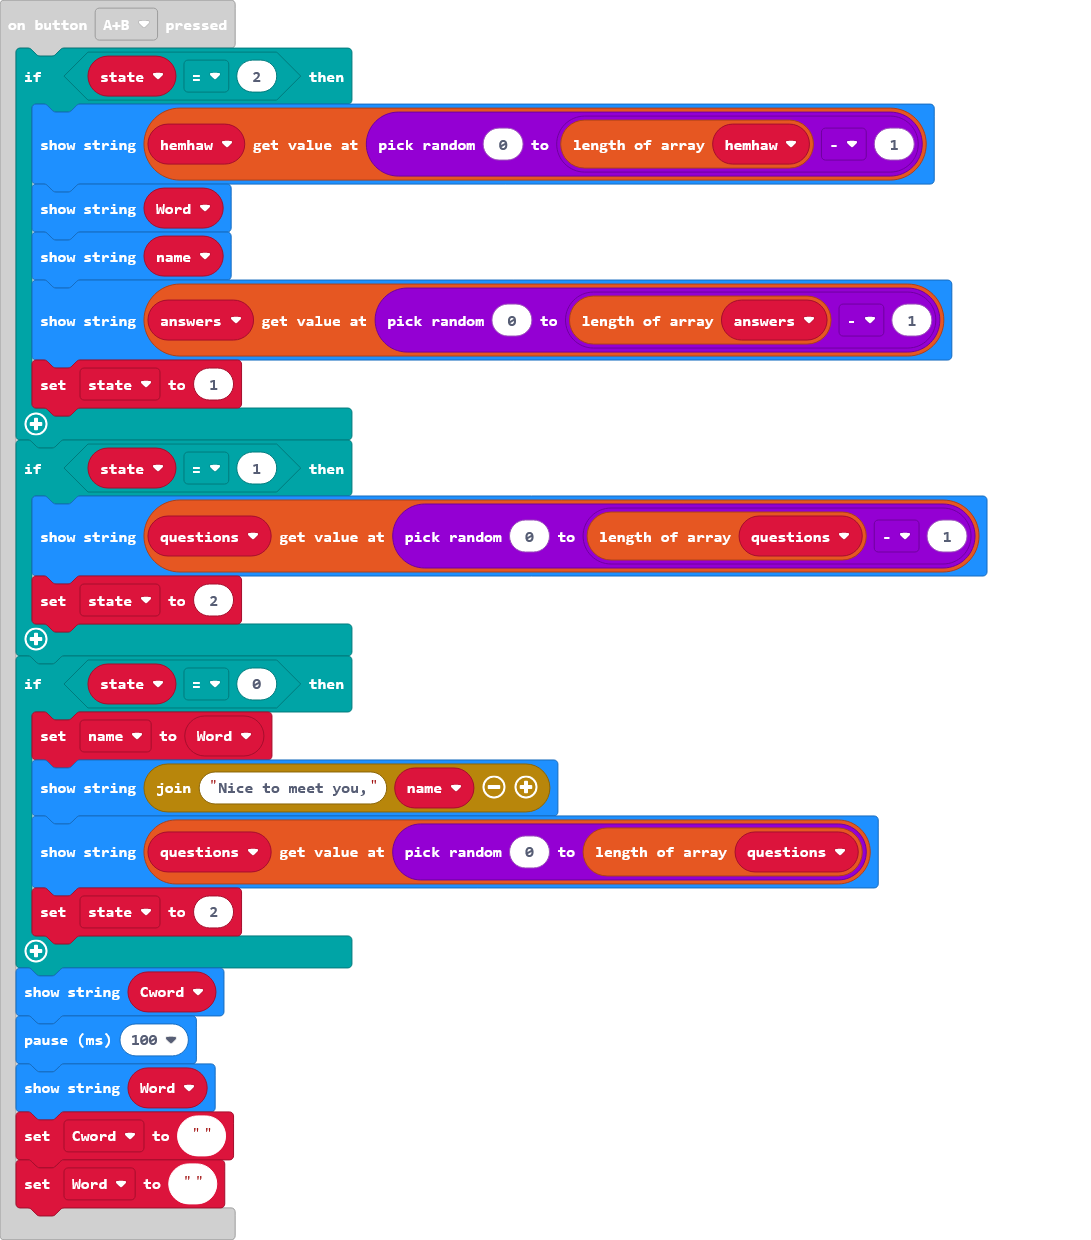 on button A+B pressed
if state = 2 then
show string hemhaw get value at pick random 0 to length of array hemhaw - 1
show string Word
show string name
show string answers get value at pick random 0 to length of array answers - 1
set state to 1
if state = 1 then
show string questions get value at pick random 0 to length of array questions - 1
set state to 2
if state = 0 then
set name to Word
show string join "Nice to meet you," name
show string questions get value at pick random 0 to length of array questions
set state to 2
show string Cword
pause (ms) 100
show string Word
set Cword to " "
set Word to " "